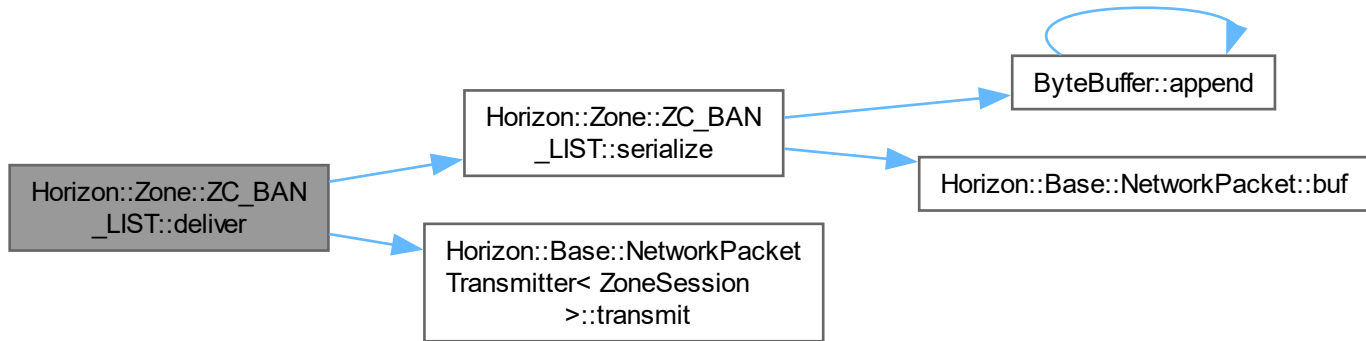 Horizon::Zone::ZC_BAN
_LIST::deliver
Horizon::Zone::ZC_BAN
_LIST::serialize
ByteBuffer::append
Horizon::Base::NetworkPacket::buf
Horizon::Base::NetworkPacket
Transmitter< ZoneSession
>::transmit